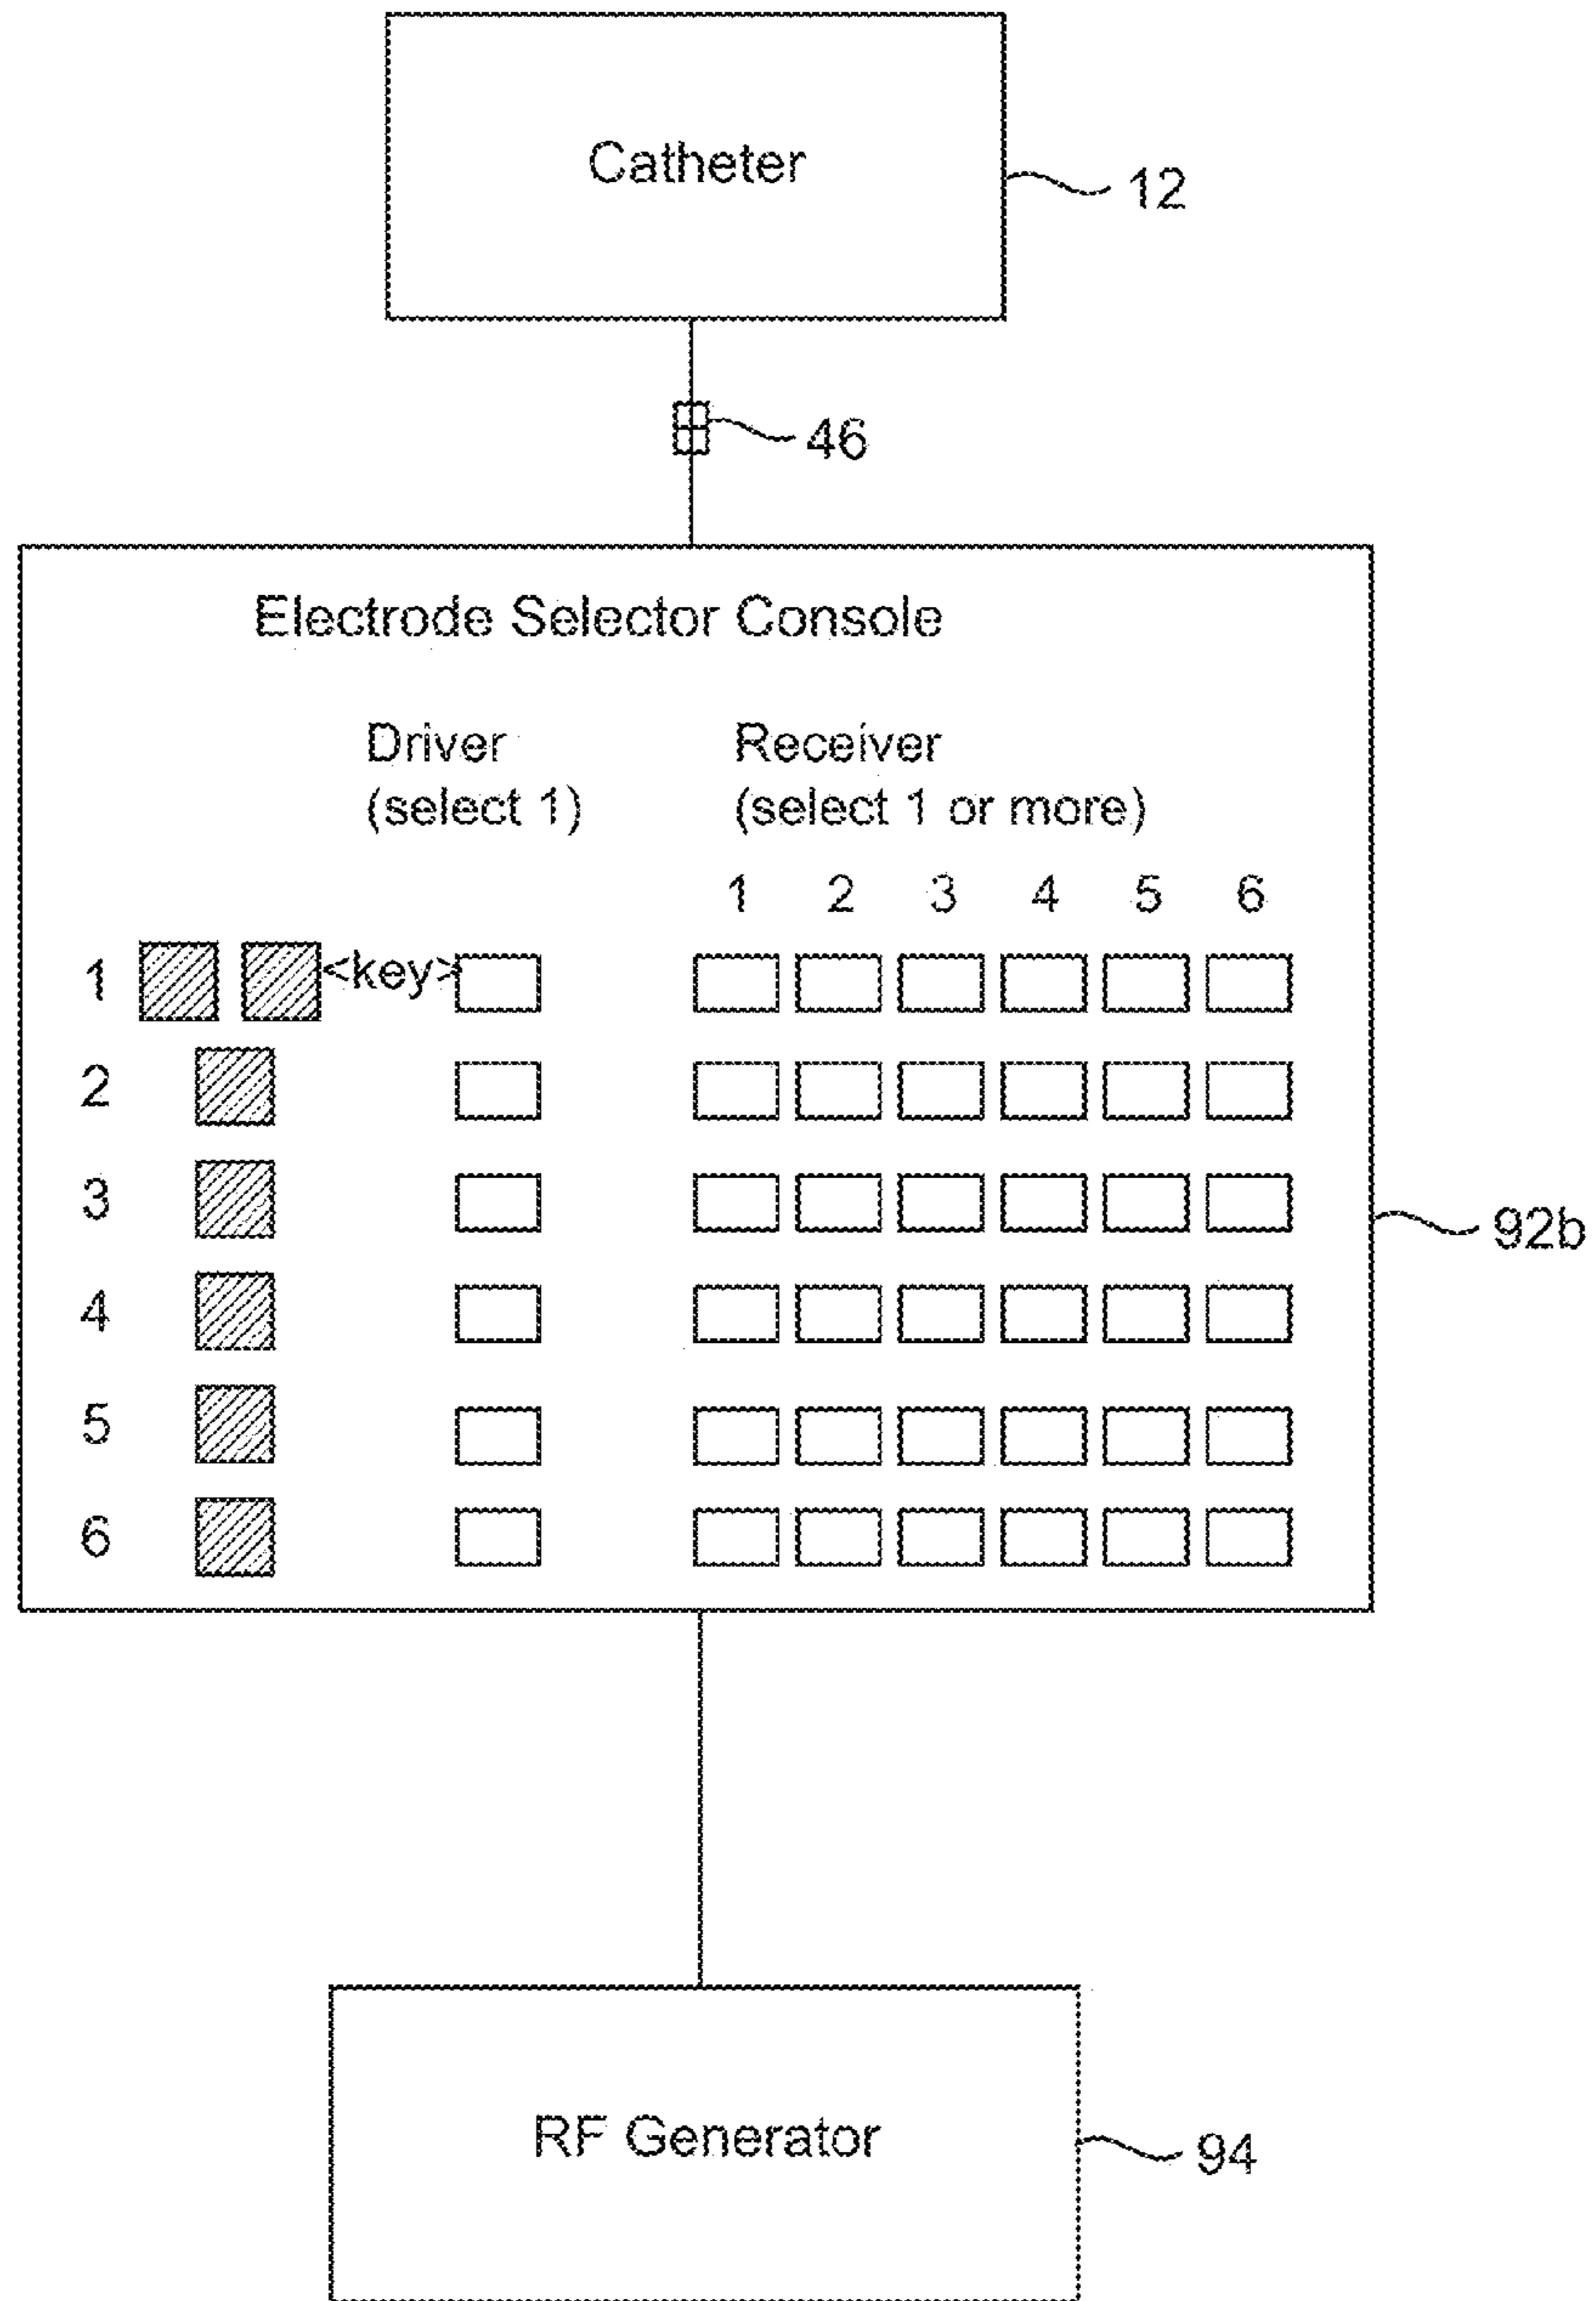 Catheter
12
46
Electrode Selector Console
Driver Receiver
(select 1) (select 1 or more)
1 2 3 4 5 6
1 <key>
2
3
92b
4
5
6
RF Generator
94